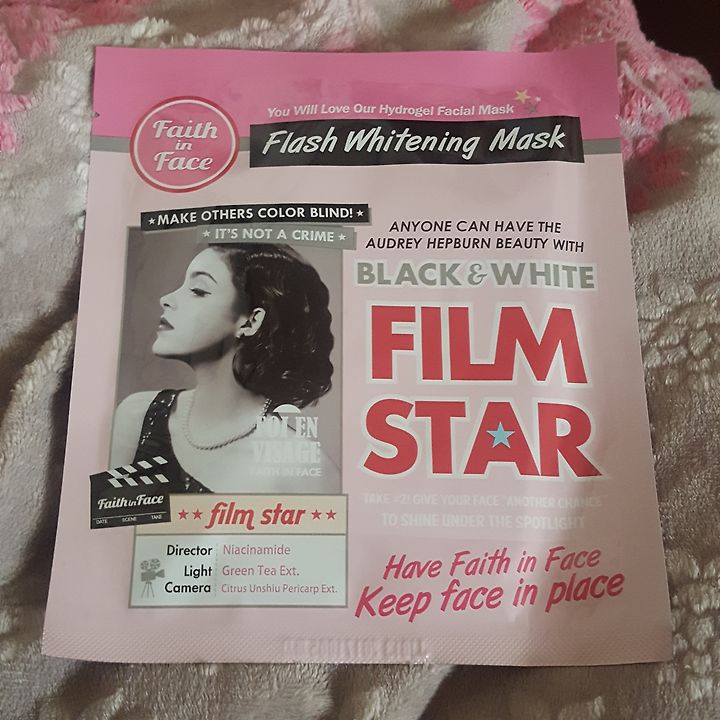 Faith
in
Face
You Will Love Our Hydrogel Facial Mask
Flash Whitening Mask
MAKE OTHERS COLOR BLIND!
IT'S NOT A CRIME
ANYONE CAN HAVE THE
AUDREY HEPBURN BEAUTY WITH
BLACK & WHITE
FILM
STAR
TAKE #2! GIVE YOUR FACE "ANOTHER CHANCE"
TO SHINE UNDER THE SPOTLIGHT
FOI EN
VISAGE
FAITH IN FACE
Faith in Face
DATE SCENE TAKE
film star
Director Niacinamide
Light Green Tea Ext.
Camera Citrus Unshiu Pericarp Ext.
Have Faith in Face
Keep face in place